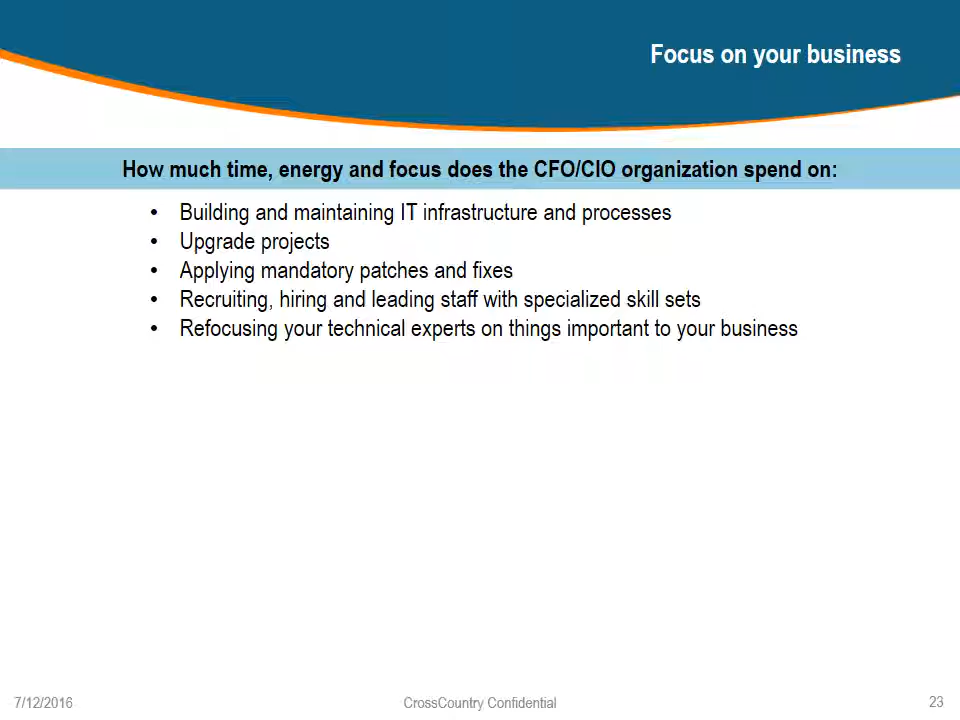 Focus on your business
How much time, energy and focus does the CFO/CIO organization spend on:
• Building and maintaining IT infrastructure and processes
• Upgrade projects
• Applying mandatory patches and fixes
• Recruiting, hiring and leading staff with specialized skill sets
• Refocusing your technical experts on things important to your business
7/12/2016 CrossCountry Confidential 23